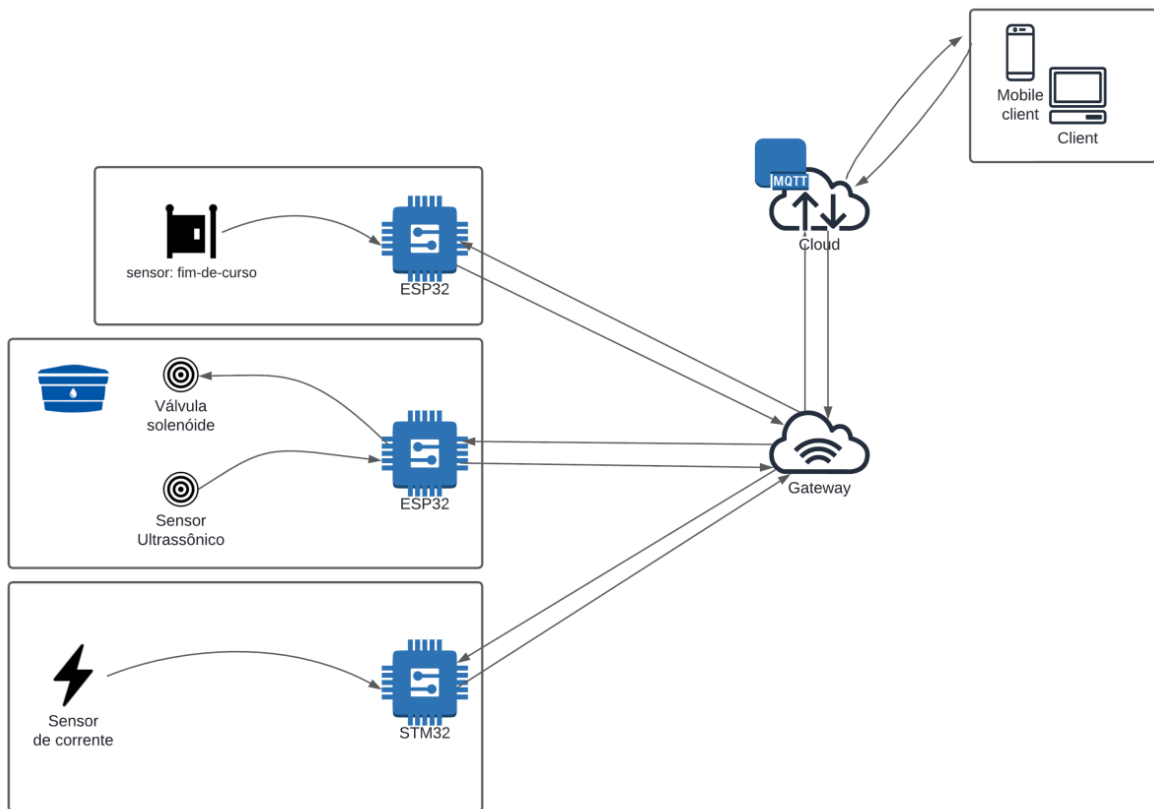 Mobile
client
Client
MQTT
Cloud
sensor: fim-de-curso
ESP32
Válvula
solenóide
Sensor
Ultrassônico
ESP32
Gateway
Sensor
de corrente
STM32